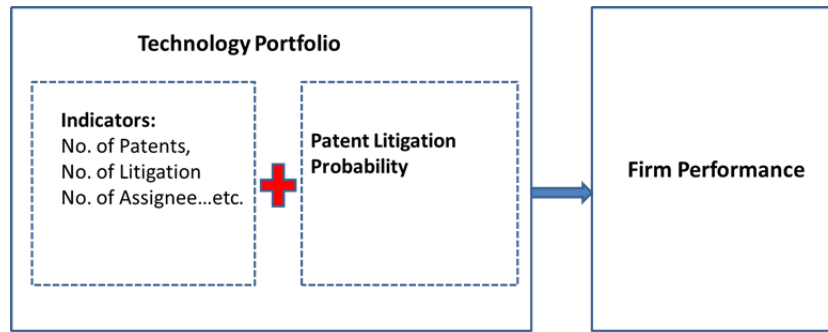 Technology Portfolio
Indicators:
No. of Patents,
No. of Litigation
No. of Assignee...etc.
Patent Litigation
Probability
Firm Performance